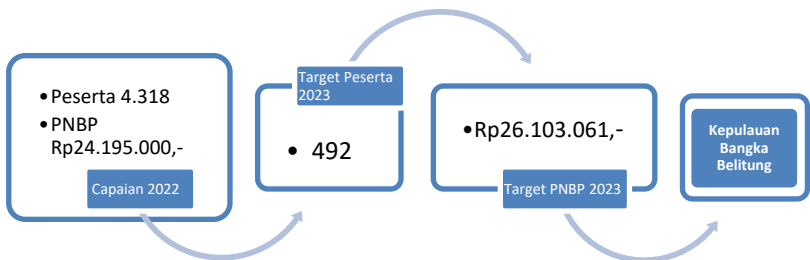 •Peserta 4.318
•PNBP
Rp24.195.000,-
Capaian 2022
Target Peserta
2023
• 492
•Rp26.103.061,-
Target PNBP 2023
Kepulauan
Bangka
Belitung